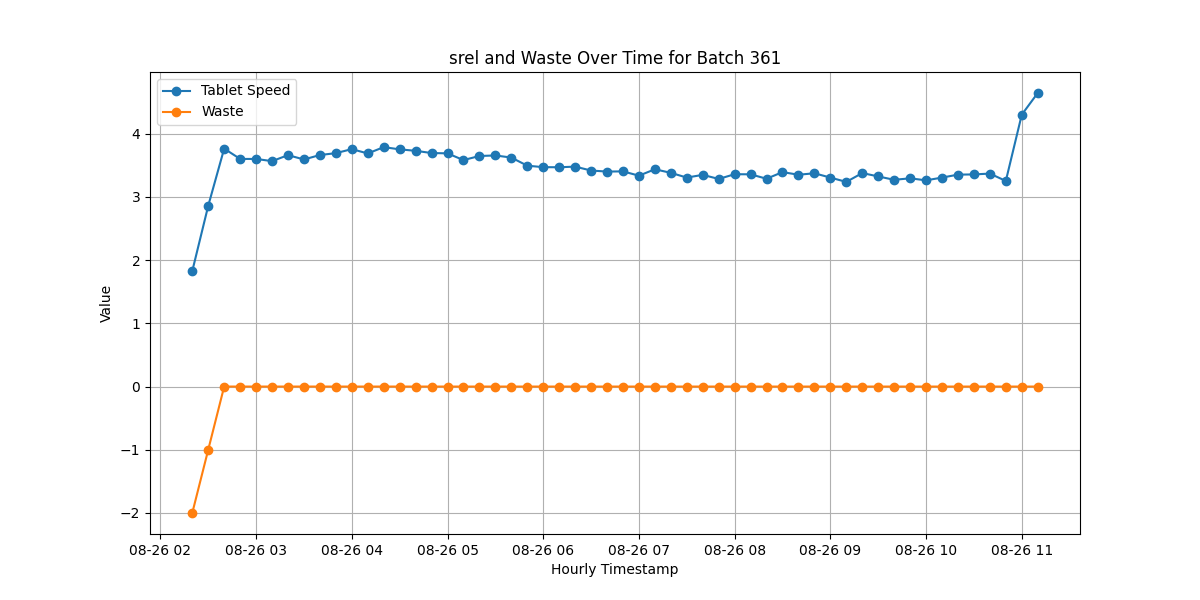 srel and Waste Over Time for Batch 361
Tablet Speed
Waste
Value
4
3
2
1
0
−1
−2
08-26 02 08-26 03 08-26 04 08-26 05 08-26 06 08-26 07 08-26 08 08-26 09 08-26 10 08-26 11
Hourly Timestamp